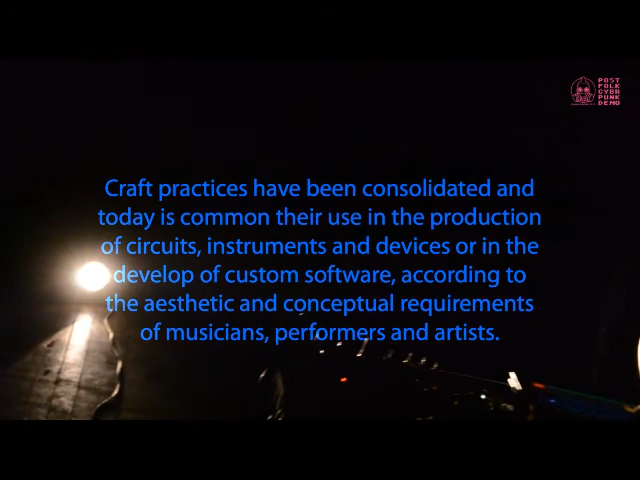 POST
FOLK
CYBR
PUNK
DEMO
Craft practices have been consolidated and
today is common their use in the production
of circuits, instruments and devices or in the
develop of custom software, according to
the aesthetic and conceptual requirements
of musicians, performers and artists.